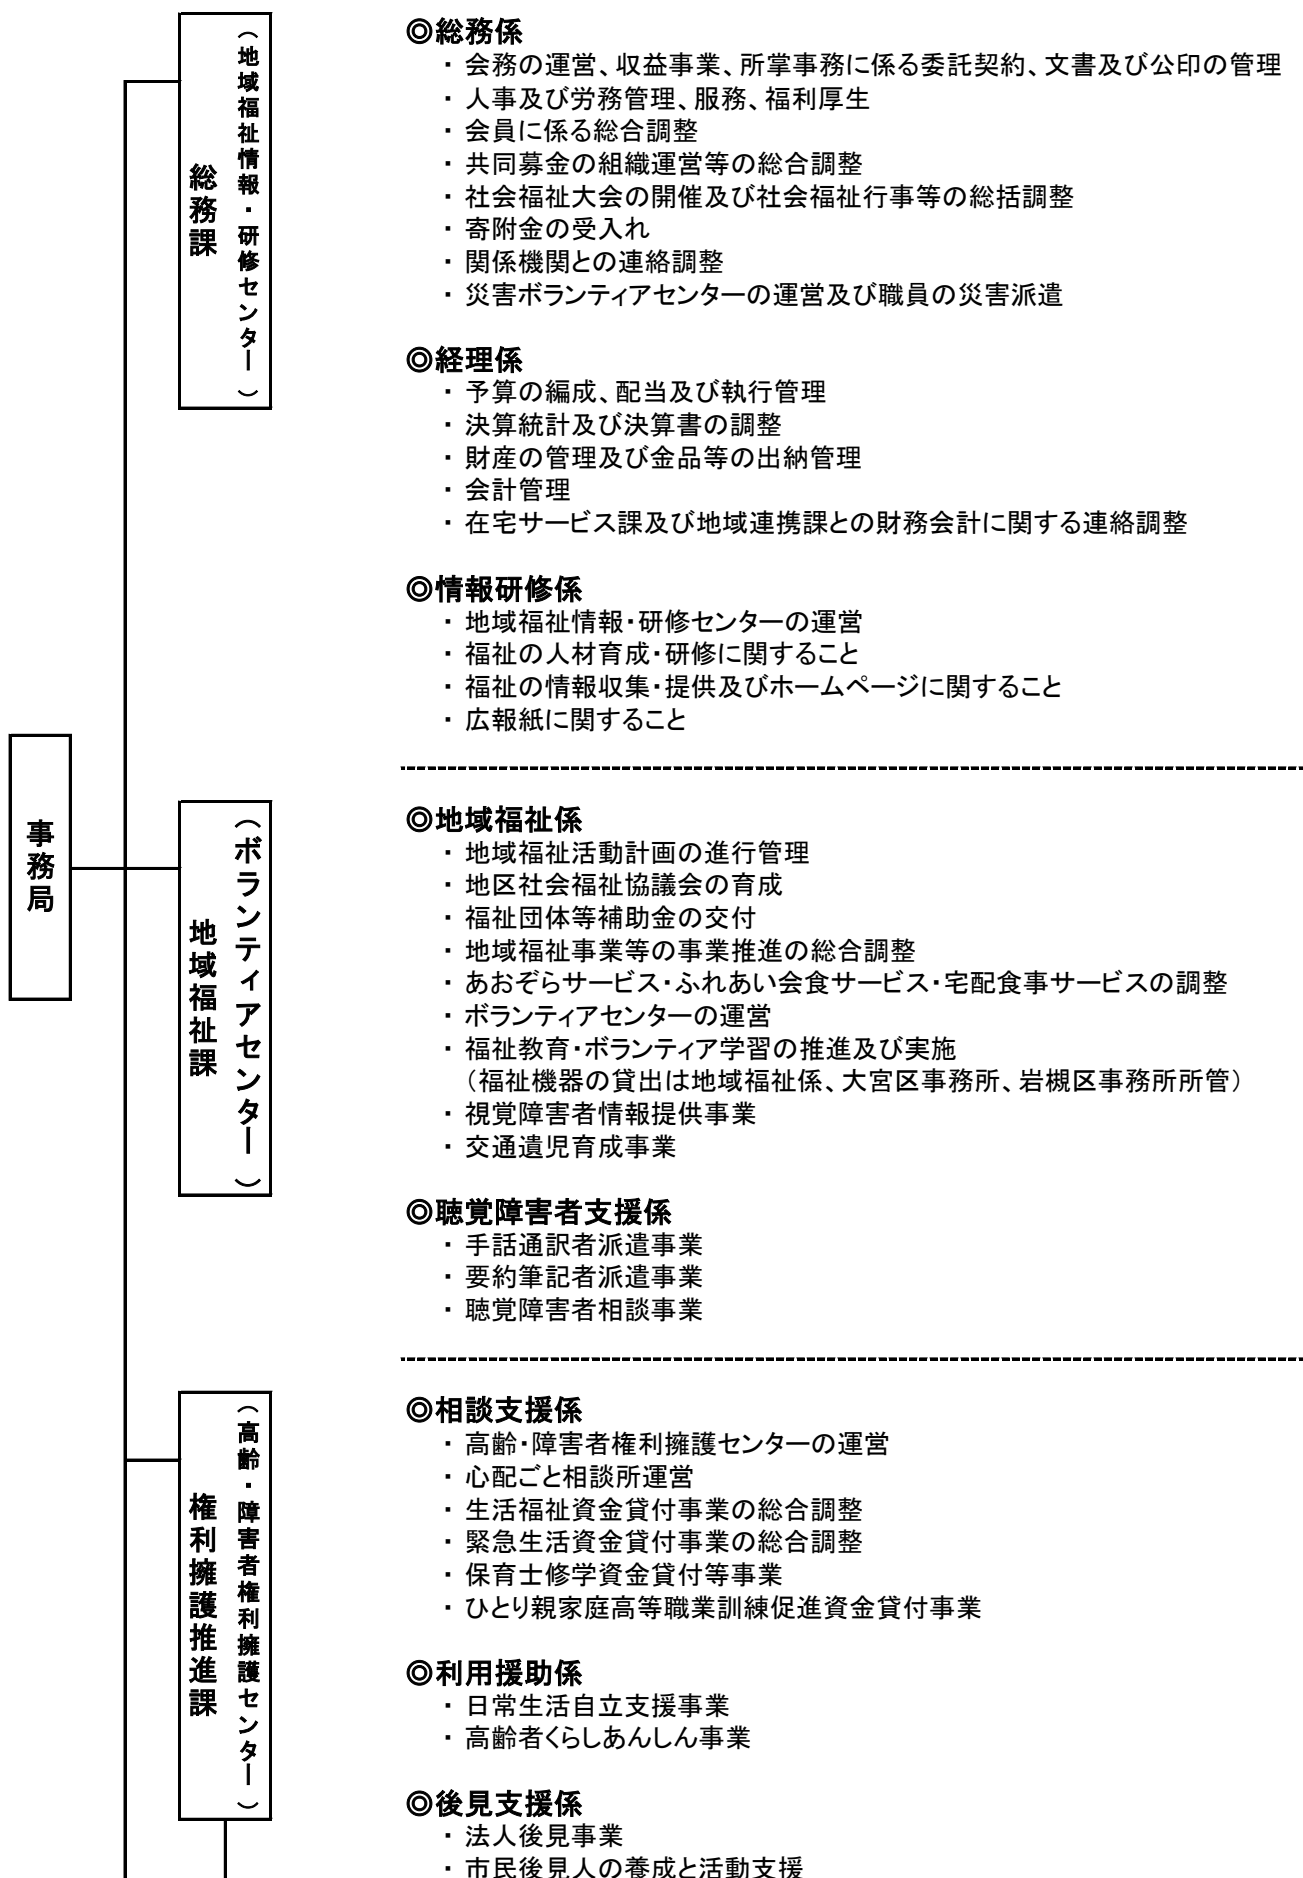 事務局
総務課
（地域福祉情報・研修センター）
◎総務係
・ 会務の運営、収益事業、所掌事務に係る委託契約、文書及び公印の管理
・ 人事及び労務管理、服務、福利厚生
・ 会員に係る総合調整
・ 共同募金の組織運営等の総合調整
・ 社会福祉大会の開催及び社会福祉行事等の総括調整
・ 寄附金の受入れ
・ 関係機関との連絡調整
・ 災害ボランティアセンターの運営及び職員の災害派遣
◎経理係
・ 予算の編成、配当及び執行管理
・ 決算統計及び決算書の調整
・ 財産の管理及び金品等の出納管理
・ 会計管理
・ 在宅サービス課及び地域連携課との財務会計に関する連絡調整
◎情報研修係
・ 地域福祉情報・研修センターの運営
・ 福祉の人材育成・研修に関すること
・ 福祉の情報収集・提供及びホームページに関すること
・ 広報紙に関すること
地域福祉課
（ボランティアセンター）
◎地域福祉係
・ 地域福祉活動計画の進行管理
・ 地区社会福祉協議会の育成
・ 福祉団体等補助金の交付
・ 地域福祉事業等の事業推進の総合調整
・ あおぞらサービス・ふれあい会食サービス・宅配食事サービスの調整
・ ボランティアセンターの運営
・ 福祉教育・ボランティア学習の推進及び実施
（福祉機器の貸出は地域福祉係、大宮区事務所、岩槻区事務所所管）
・ 視覚障害者情報提供事業
・ 交通遺児育成事業
◎聴覚障害者支援係
・ 手話通訳者派遣事業
・ 要約筆記者派遣事業
・ 聴覚障害者相談事業
権利擁護推進課
（高齢・障害者権利擁護センター）
◎相談支援係
・ 高齢・障害者権利擁護センターの運営
・ 心配ごと相談所運営
・ 生活福祉資金貸付事業の総合調整
・ 緊急生活資金貸付事業の総合調整
・ 保育士修学資金貸付等事業
・ ひとり親家庭高等職業訓練促進資金貸付事業
◎利用援助係
・ 日常生活自立支援事業
・ 高齢者くらしあんしん事業
◎後見支援係
・ 法人後見事業
・ 市民後見人の養成と活動支援